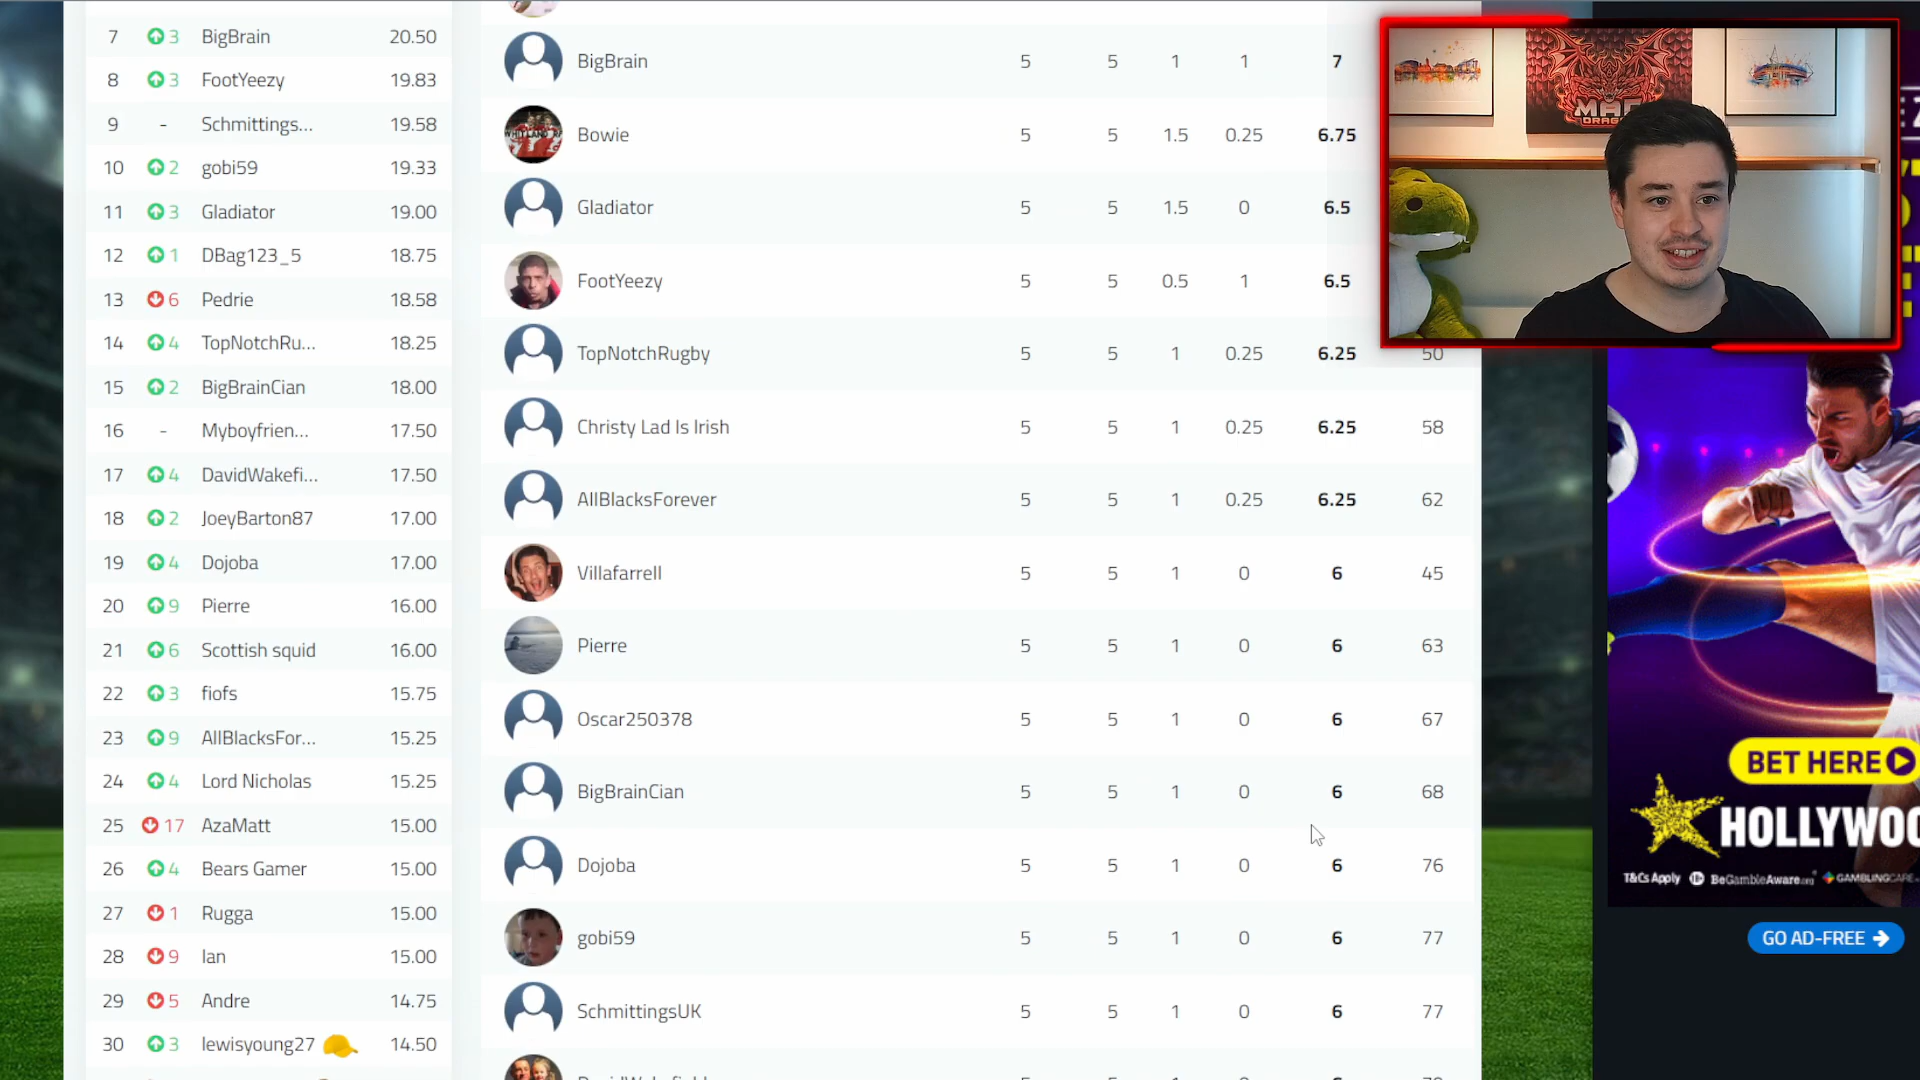 7 3 BigBrain 20.50
8 3 FootYeezy 19.83
9 - Schmittings... 19.58
10 2 gobi59 19.33
11 3 Gladiator 19.00
12 1 DBag123_5 18.75
13 6 Pedrie 18.58
14 4 TopNotchRu... 18.25
15 2 BigBrainCian 18.00
16 - Myboyfrien... 17.50
17 4 DavidWakefi... 17.50
18 2 JoeyBarton87 17.00
19 4 Dojoba 17.00
20 9 Pierre 16.00
21 6 Scottish squid 16.00
22 3 fiofs 15.75
23 9 AllBlacksFor... 15.25
24 4 Lord Nicholas 15.25
25 17 AzaMatt 15.00
26 4 Bears Gamer 15.00
27 1 Rugga 15.00
28 9 Ian 15.00
29 5 Andre 14.75
30 3 lewisyoung27 14.50
BigBrain 5 5 1 1 7
Bowie 5 5 1.5 0.25 6.75
Gladiator 5 5 1.5 0 6.5
FootYeezy 5 5 0.5 1 6.5
TopNotchRugby 5 5 1 0.25 6.25 50
Christy Lad Is Irish 5 5 1 0.25 6.25 58
AllBlacksForever 5 5 1 0.25 6.25 62
Villafarrell 5 5 1 0 6 45
Pierre 5 5 1 0 6 63
Oscar250378 5 5 1 0 6 67
BigBrainCian 5 5 1 0 6 68
Dojoba 5 5 1 0 6 76
gobi59 5 5 1 0 6 77
SchmittingsUK 5 5 1 0 6 77
BET HERE
HOLLYWOO
T&Cs Apply BeGambleAware.org GAMBLINGCARE
GO AD-FREE